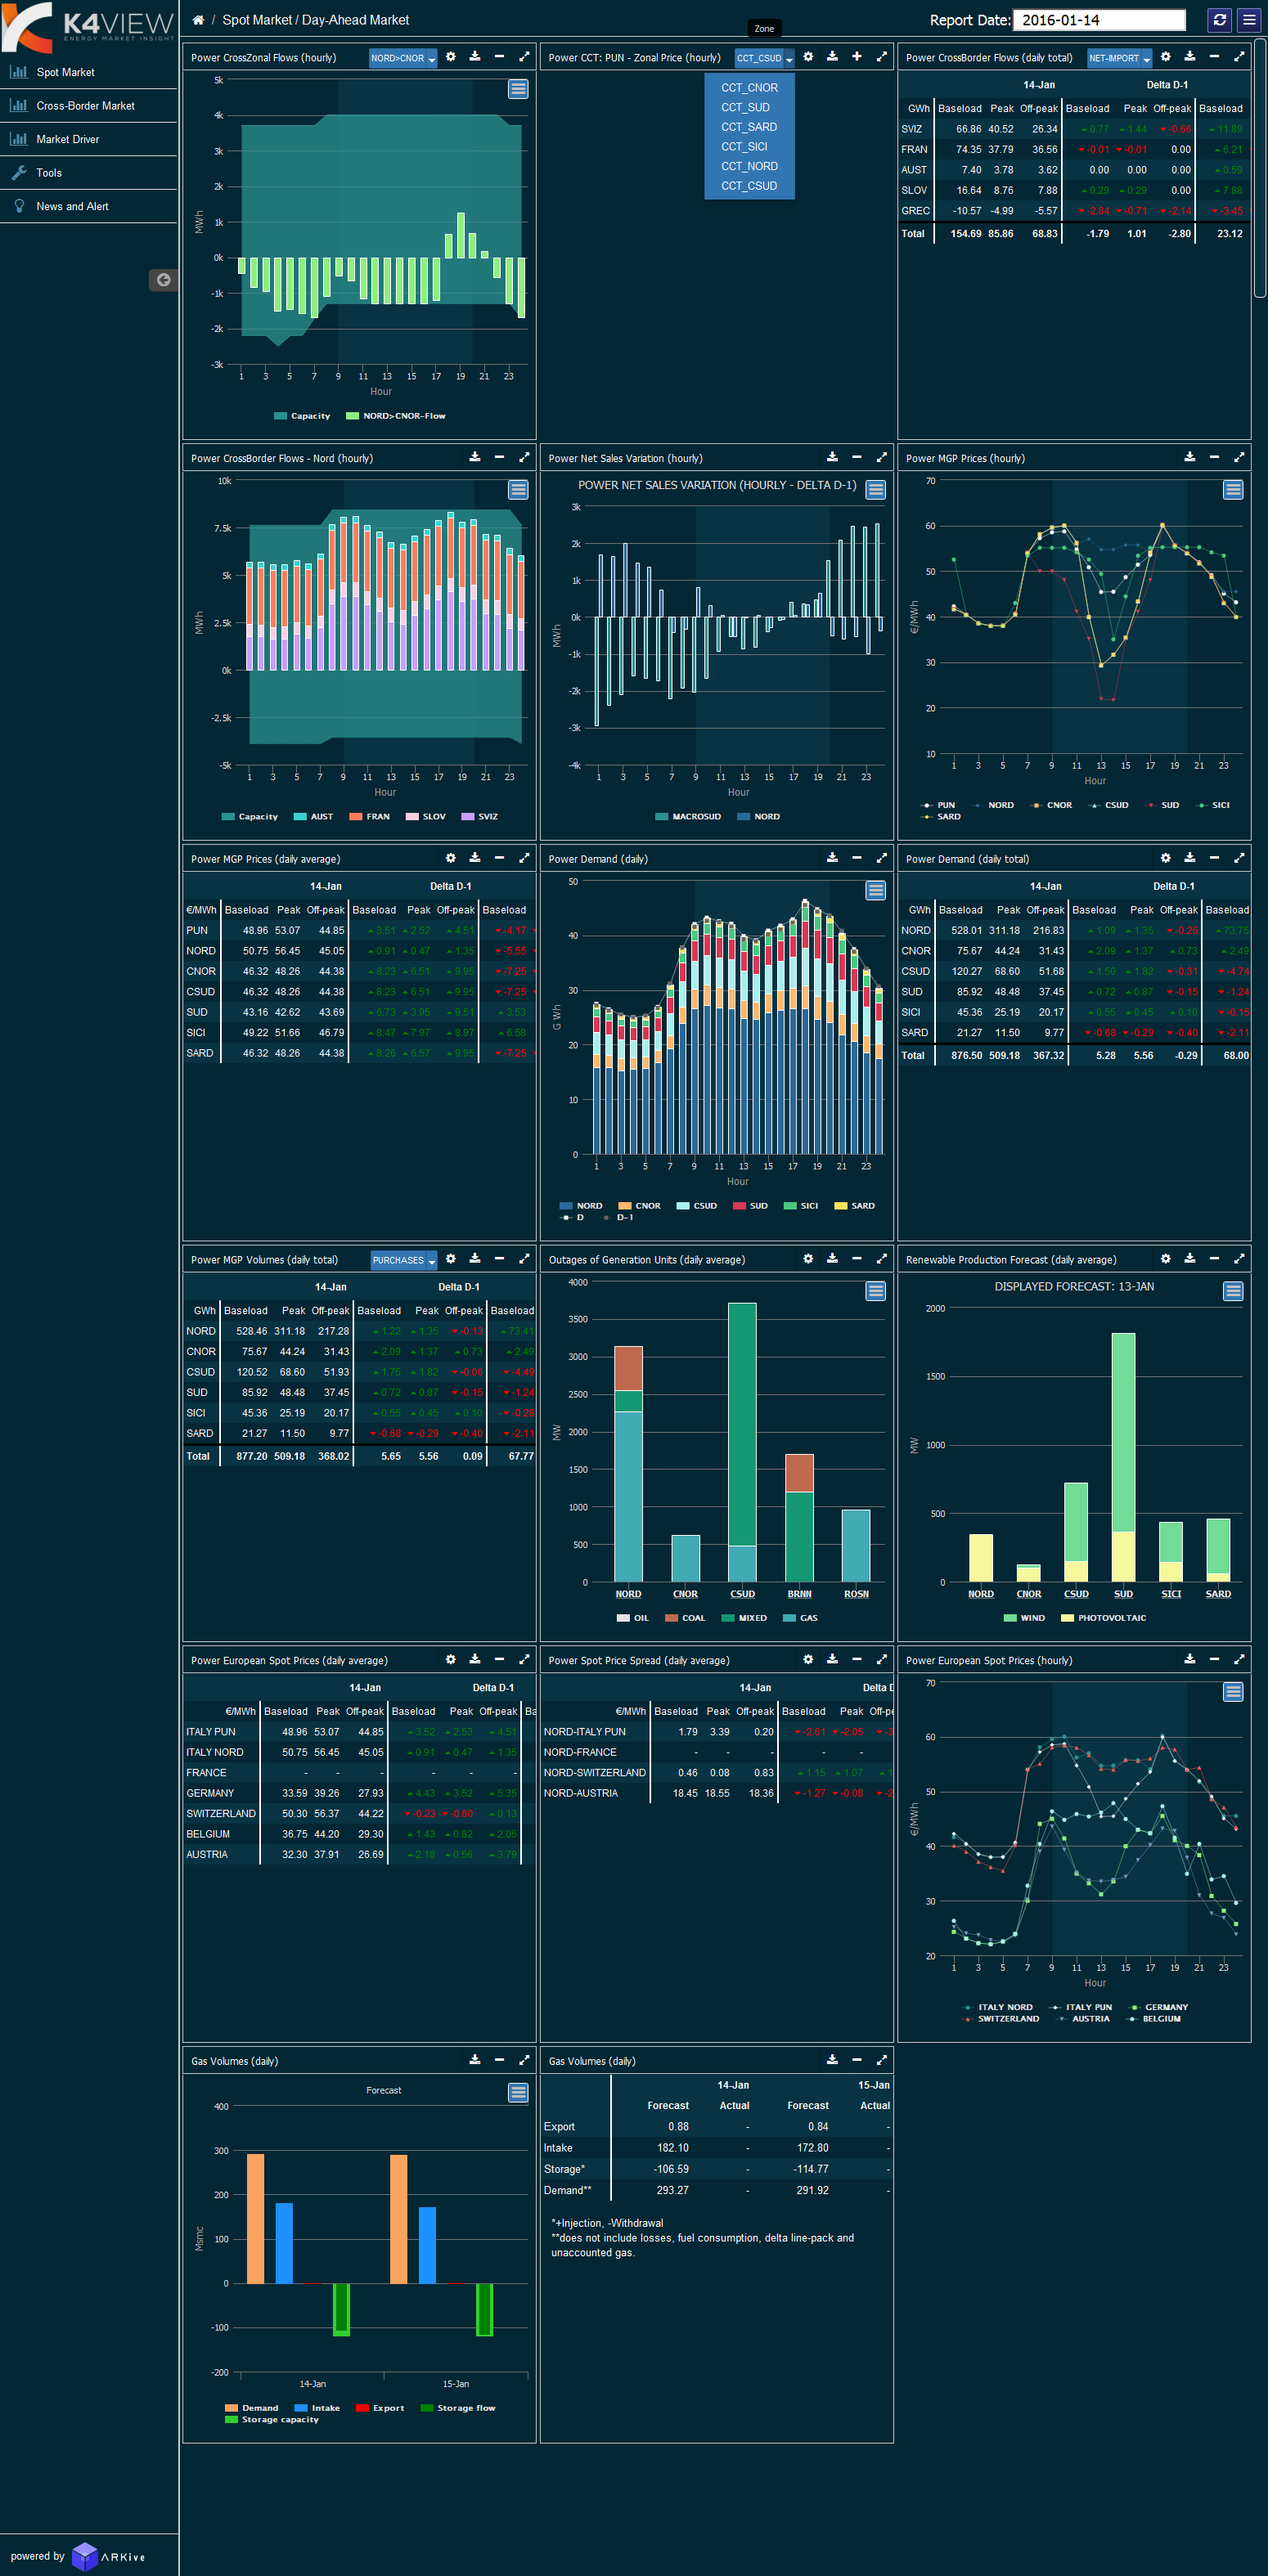 K4VIEW
ENERGY MARKET INSIGHT
Spot Market
Cross-Border Market
Market Driver
Tools
News and Alert
/ Spot Market / Day-Ahead Market
Zone
Report Date: 2016-01-14
Power CrossZonal Flows (hourly) NORD>CNOR
5k
4k
3k
2k
1k
0k
-1k
-2k
-3k
MWh
1 3 5 7 9 11 13 15 17 19 21 23
Hour
Capacity NORD>CNOR-Flow
Power CCT: PUN - Zonal Price (hourly) CCT_CSUD
CCT_CNOR
CCT_SUD
CCT_SARD
CCT_SICI
CCT_NORD
CCT_CSUD
Power CrossBorder Flows (daily total) NET-IMPORT
14-Jan Delta D-1
GWh Baseload Peak Off-peak Baseload Peak Off-peak Baseload
SVIZ 66.86 40.52 26.34 0.77 1.44 -0.66 11.89
FRAN 74.35 37.79 36.56 -0.01 -0.01 0.00 6.21
AUST 7.40 3.78 3.62 0.00 0.00 0.00 0.59
SLOV 16.64 8.76 7.88 0.29 0.29 0.00 7.88
GREC -10.57 -4.99 -5.57 -2.84 -0.71 -2.14 -3.45
Total 154.69 85.86 68.83 -1.79 1.01 -2.80 23.12
Power CrossBorder Flows - Nord (hourly)
10k
7.5k
5k
2.5k
0k
-2.5k
-5k
MWh
1 3 5 7 9 11 13 15 17 19 21 23
Hour
Capacity AUST FRAN SLOV SVIZ
Power Net Sales Variation (hourly)
POWER NET SALES VARIATION (HOURLY - DELTA D-1)
3k
2k
1k
0k
-1k
-2k
-3k
-4k
MWh
1 3 5 7 9 11 13 15 17 19 21 23
Hour
MACROSUD NORD
Power MGP Prices (hourly)
70
60
50
40
30
20
10
€/MWh
1 3 5 7 9 11 13 15 17 19 21 23
Hour
PUN NORD CNOR CSUD SUD SICI
SARD
Power MGP Prices (daily average)
14-Jan Delta D-1
€/MWh Baseload Peak Off-peak Baseload Peak Off-peak Baseload
PUN 48.96 53.07 44.85 3.51 2.52 4.51 -4.17
NORD 50.75 56.45 45.05 0.91 0.47 1.35 -5.55
CNOR 46.32 48.26 44.38 8.23 6.51 9.95 -7.25
CSUD 46.32 48.26 44.38 8.23 6.51 9.95 -7.25
SUD 43.16 42.62 43.69 6.73 3.95 9.51 3.53
SICI 49.22 51.66 46.79 8.47 7.97 8.97 6.58
SARD 46.32 48.26 44.38 8.26 6.57 9.95 -7.25
Power Demand (daily)
50
40
30
20
10
0
G Wh
1 3 5 7 9 11 13 15 17 19 21 23
Hour
NORD CNOR CSUD SUD SICI SARD
D D-1
Power Demand (daily total)
14-Jan Delta D-1
GWh Baseload Peak Off-peak Baseload Peak Off-peak Baseload
NORD 528.01 311.18 216.83 1.09 1.35 -0.26 73.75
CNOR 75.67 44.24 31.43 2.09 1.37 0.73 2.49
CSUD 120.27 68.60 51.68 1.50 1.82 -0.31 -4.74
SUD 85.92 48.48 37.45 0.72 0.87 -0.15 -1.24
SICI 45.36 25.19 20.17 0.55 0.45 0.10 -0.15
SARD 21.27 11.50 9.77 -0.68 -0.29 -0.40 -2.11
Total 876.50 509.18 367.32 5.28 5.56 -0.29 68.00
Power MGP Volumes (daily total) PURCHASES
14-Jan Delta D-1
GWh Baseload Peak Off-peak Baseload Peak Off-peak Baseload
NORD 528.46 311.18 217.28 1.22 1.35 -0.13 73.41
CNOR 75.67 44.24 31.43 2.09 1.37 0.73 2.49
CSUD 120.52 68.60 51.93 1.75 1.82 -0.06 -4.49
SUD 85.92 48.48 37.45 0.72 0.87 -0.15 -1.24
SICI 45.36 25.19 20.17 0.55 0.45 0.10 -0.28
SARD 21.27 11.50 9.77 -0.68 -0.29 -0.40 -2.11
Total 877.20 509.18 368.02 5.65 5.56 0.09 67.77
Outages of Generation Units (daily average)
4000
3500
3000
2500
2000
1500
1000
500
0
MW
NORD CNOR CSUD BRNN ROSN
OIL COAL MIXED GAS
Renewable Production Forecast (daily average)
DISPLAYED FORECAST: 13-JAN
2000
1500
1000
500
0
MW
NORD CNOR CSUD SUD SICI SARD
WIND PHOTOVOLTAIC
Power European Spot Prices (daily average)
14-Jan Delta D-1
€/MWh Baseload Peak Off-peak Baseload Peak Off-peak Ba
ITALY PUN 48.96 53.07 44.85 3.52 2.53 4.51
ITALY NORD 50.75 56.45 45.05 0.91 0.47 1.35
FRANCE - - - - - -
GERMANY 33.59 39.26 27.93 4.43 3.52 5.35
SWITZERLAND 50.30 56.37 44.22 -0.23 -0.60 0.13
BELGIUM 36.75 44.20 29.30 1.43 0.82 2.05
AUSTRIA 32.30 37.91 26.69 2.18 0.56 3.79
Power Spot Price Spread (daily average)
14-Jan Delta D
€/MWh Baseload Peak Off-peak Baseload Peak Off-pe
NORD-ITALY PUN 1.79 3.39 0.20 -2.61 -2.05 -3
NORD-FRANCE - - - - -
NORD-SWITZERLAND 0.46 0.08 0.83 1.15 1.07 1
NORD-AUSTRIA 18.45 18.55 18.36 -1.27 -0.08 -2
Power European Spot Prices (hourly)
70
60
50
40
30
20
€/MWh
1 3 5 7 9 11 13 15 17 19 21 23
Hour
ITALY NORD ITALY PUN GERMANY
SWITZERLAND AUSTRIA BELGIUM
Gas Volumes (daily)
Forecast
400
300
200
100
0
-100
-200
Msmc
14-Jan 15-Jan
Demand Intake Export Storage flow
Storage capacity
Gas Volumes (daily)
14-Jan 15-Jan
Forecast Actual Forecast Actual
Export 0.88 - 0.84 -
Intake 182.10 - 172.80 -
Storage* -106.59 - -114.77 -
Demand** 293.27 - 291.92 -
*+Injection, -Withdrawal
**does not include losses, fuel consumption, delta line-pack and
unaccounted gas.
powered by ARKive